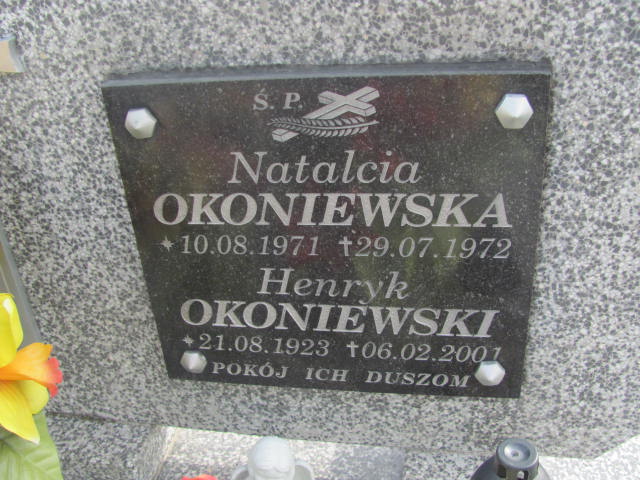 Ś. P.
Natalcia
OKONIEWSKA
* 10.08.1971 † 29.07.1972
Henryk
OKONIEWSKI
* 21.08.1923 † 06.02.2001
POKÓJ ICH DUSZOM